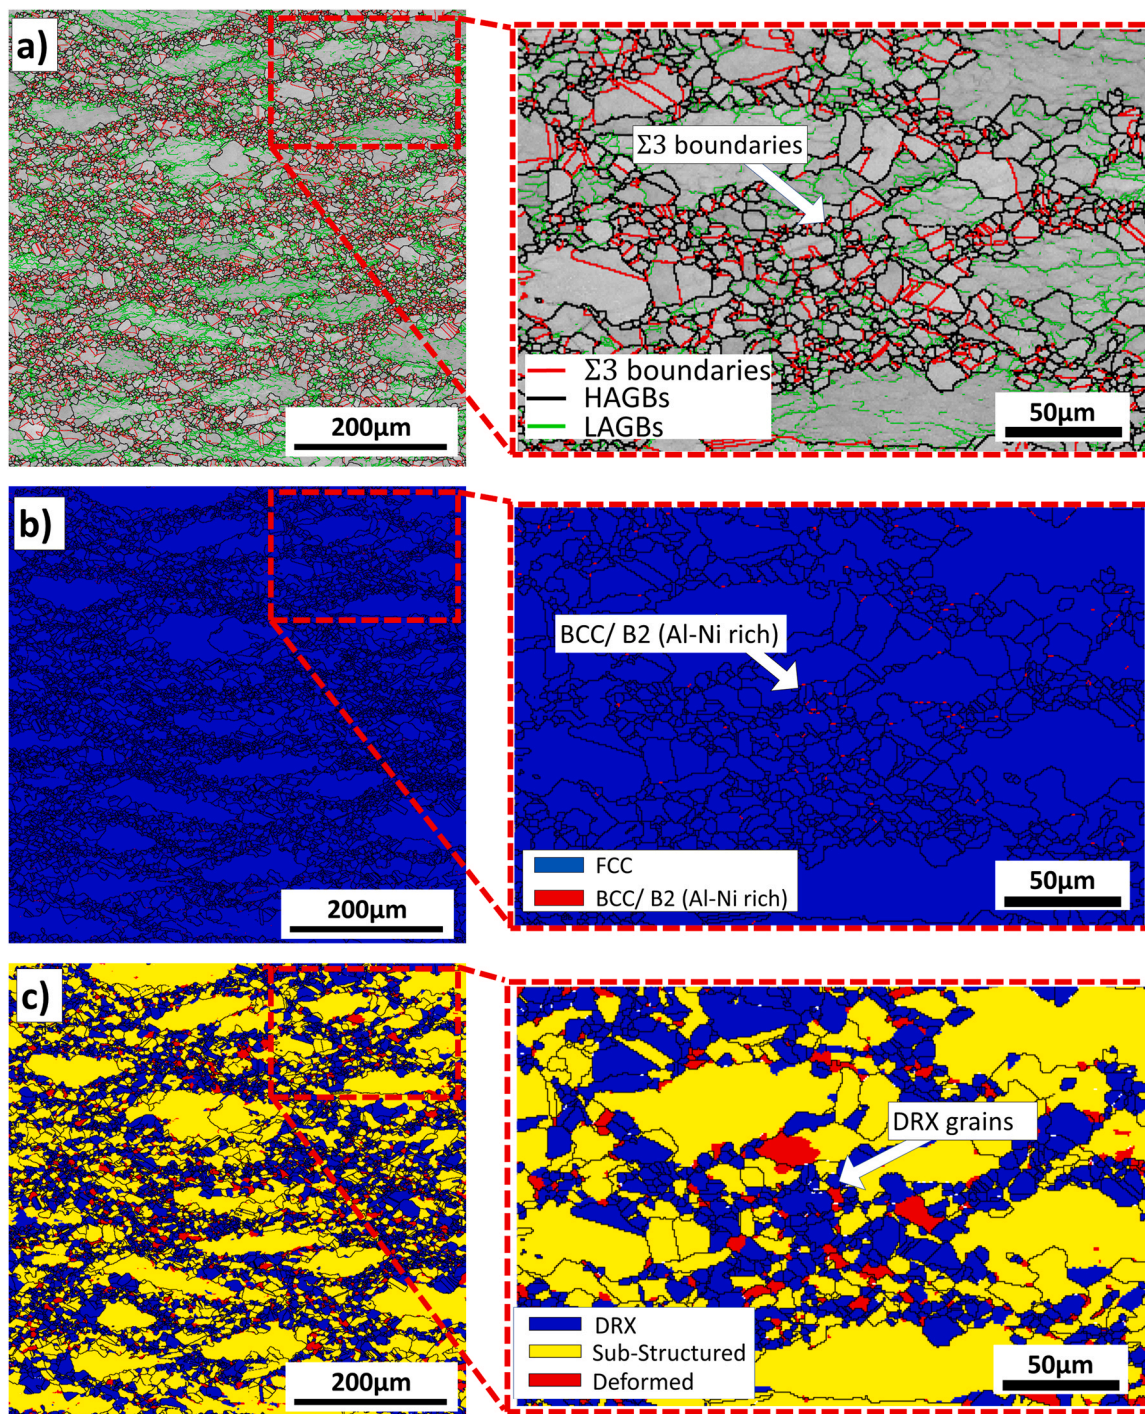 a)
Σ3 boundaries
Σ3 boundaries
HAGBs
LAGBs
200μm
50μm
b)
BCC/ B2 (Al-Ni rich)
FCC
BCC/ B2 (Al-Ni rich)
200μm
50μm
c)
DRX grains
DRX
Sub-Structured
Deformed
200μm
50μm